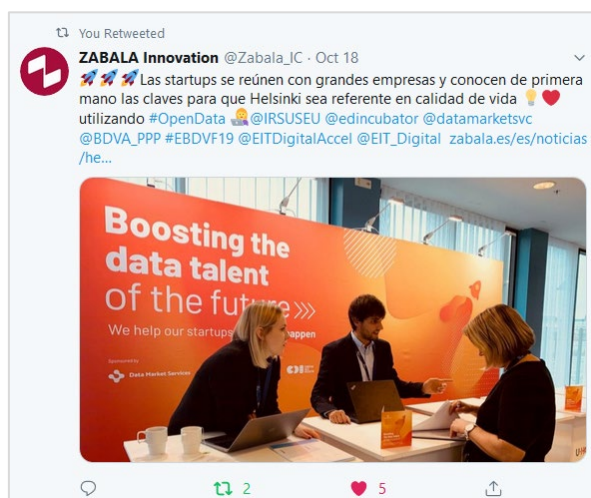 You Retweeted
ZABALA Innovation @Zabala_IC · Oct 18
🚀🚀🚀Las startups se reúnen con grandes empresas y conocen de primera
mano las claves para que Helsinki sea referente en calidad de vida 💡❤️
utilizando #OpenData 👩‍🔬@IRSUSEU @edincubator @datamarketsvc
@BDVA_PPP #EBDVF19 @EITDigitalAccel @EIT_Digital zabala.es/es/noticias
/he...
Boosting the
data talent
of the future >>>
We help our startups
appen
Sponsored by
Data Market Services
2
5